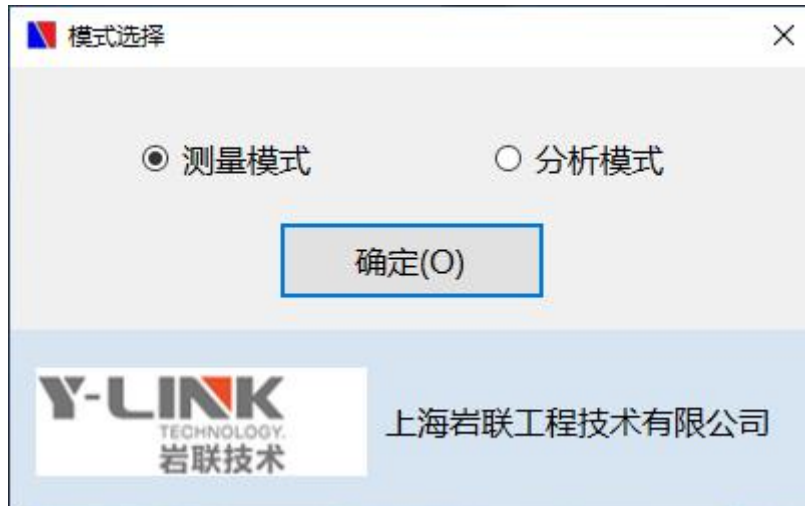 模式选择
测量模式
分析模式
确定(O)
Y-LINK
TECHNOLOGY.
岩联技术
上海岩联工程技术有限公司